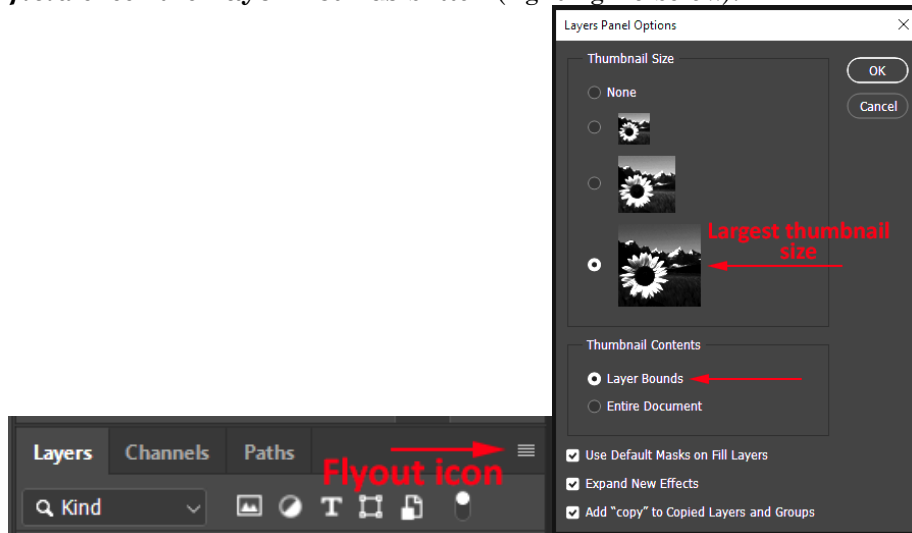 Layers Panel Options
Thumbnail Size
None
OK
Cancel
Largest thumbnail
size
Thumbnail Contents
Layer Bounds
Entire Document
Use Default Masks on Fill Layers
Expand New Effects
Add "copy" to Copied Layers and Groups
Layers Channels Paths
Flyout icon
Kind